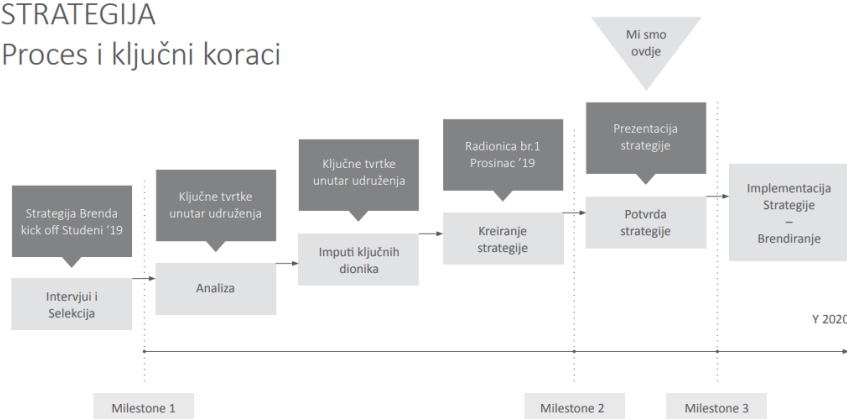 STRATEGIJA
Proces i ključni koraci
Mi smo
ovdje
Prezentacija
strategije
Radionica br.1
Prosinac ’19
Ključne tvrtke
unutar udruženja
Ključne tvrtke
unutar udruženja
Strategija Brenda
kick off Studeni ‘19
Intervjui i
Selekcija
Analiza
Imputi ključnih
dionika
Kreiranje
strategije
Potvrda
strategije
Implementacija
Strategije
–
Brendiranje
Y 2020
Milestone 1
Milestone 2
Milestone 3